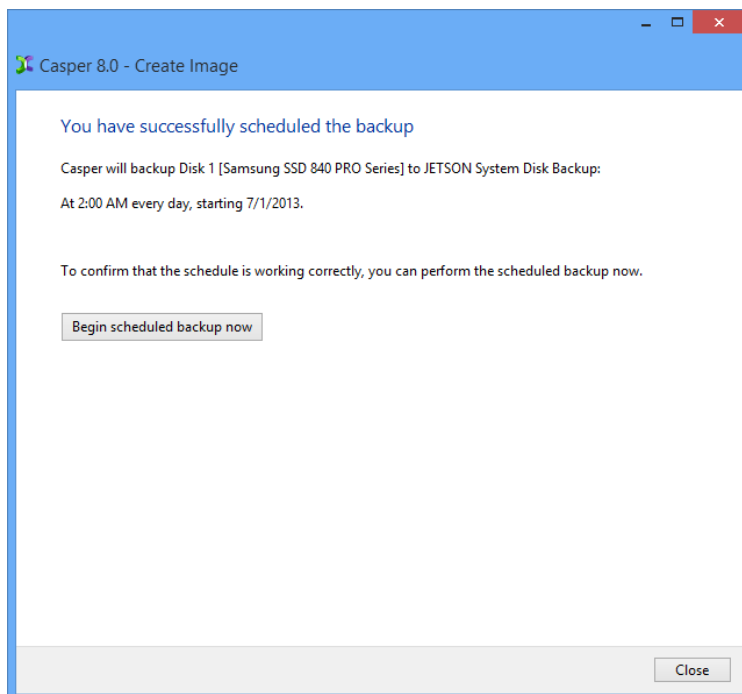 Casper 8.0 - Create Image
You have successfully scheduled the backup
Casper will backup Disk 1 [Samsung SSD 840 PRO Series] to JETSON System Disk Backup:
At 2:00 AM every day, starting 7/1/2013.
To confirm that the schedule is working correctly, you can perform the scheduled backup now.
Begin scheduled backup now
Close